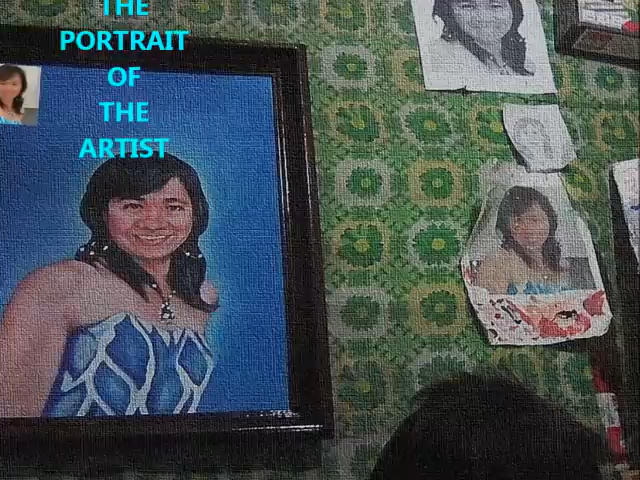 THE
PORTRAIT
OF
THE
ARTIST